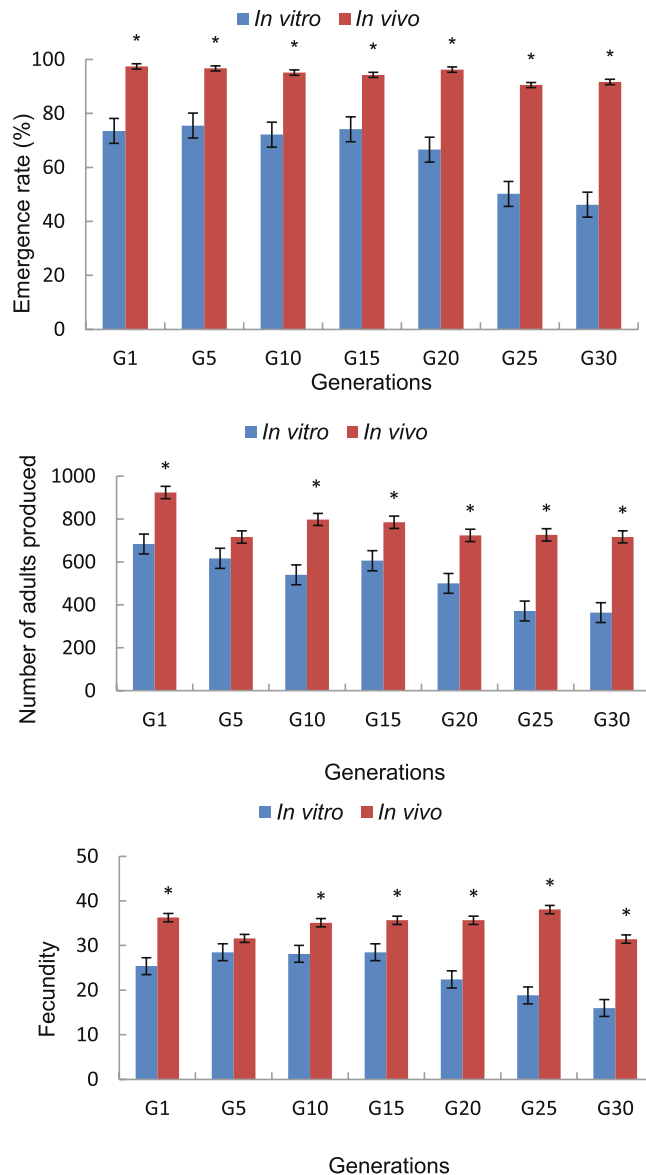 In vitro In vivo
* * * * * * *
100
80
60
40
20
0
Emergence rate (%)
G1 G5 G10 G15 G20 G25 G30
Generations
In vitro In vivo
* * * * * *
1000
800
600
400
200
0
Number of adults produced
G1 G5 G10 G15 G20 G25 G30
Generations
In vitro In vivo
* * * * * *
50
40
30
20
10
0
Fecundity
G1 G5 G10 G15 G20 G25 G30
Generations